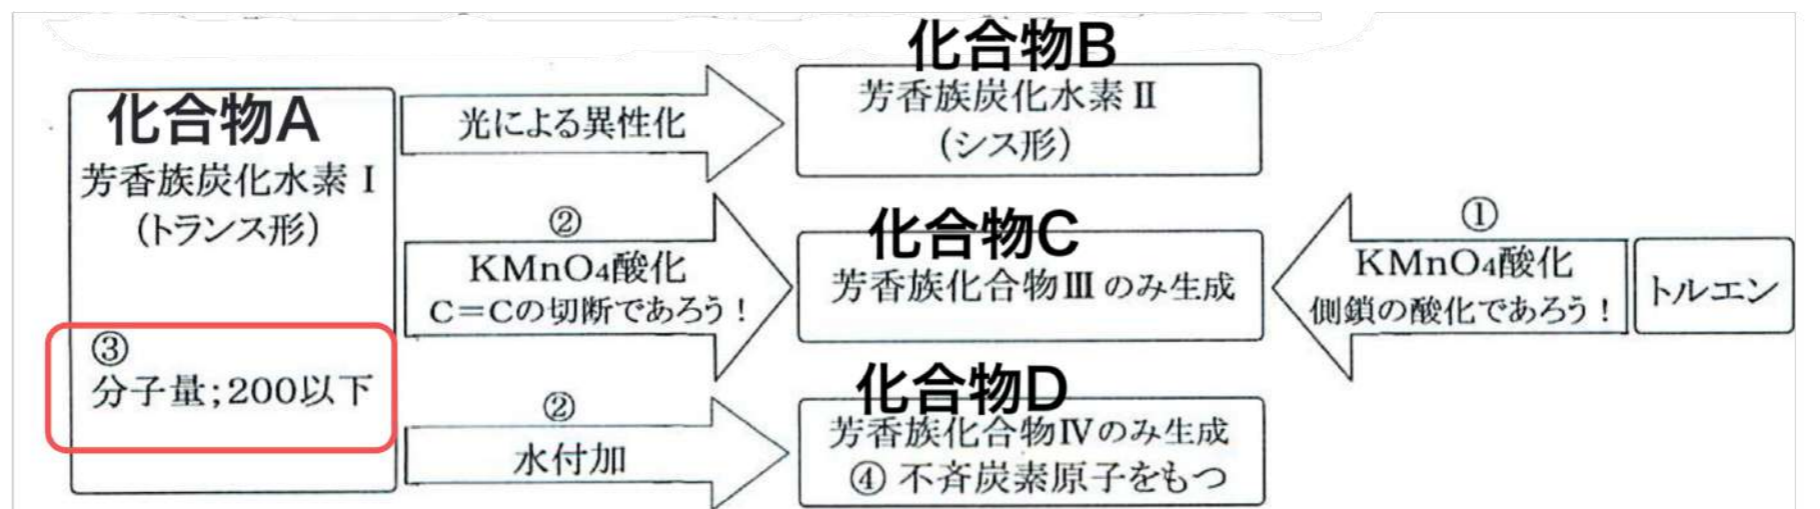 化合物A
芳香族炭化水素Ⅰ
(トランス形)
③
分子量;200以下
光による異性化
化合物B
芳香族炭化水素Ⅱ
(シス形)
②
KMnO₄酸化
C=Cの切断であろう!
化合物C
芳香族化合物Ⅲのみ生成
①
KMnO₄酸化
側鎖の酸化であろう!
トルエン
②
水付加
化合物D
芳香族化合物Ⅳのみ生成
④ 不斉炭素原子をもつ